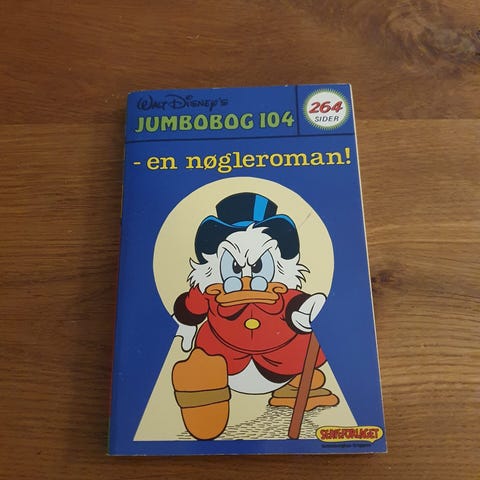 Walt Disney's
JUMBOBOG 104
264
SIDER
- en nøgleroman!
SERIEFORLAGET